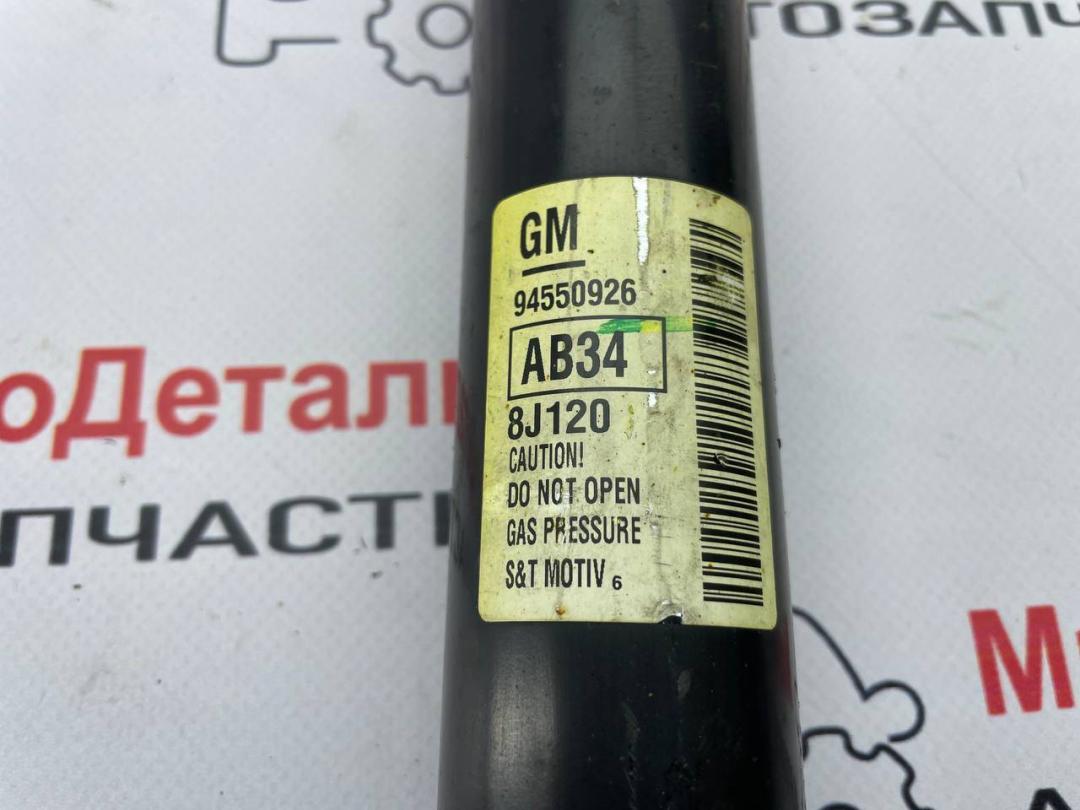 ТОЗАПЧ
GM
94550926
AB34
8J120
CAUTION!
DO NOT OPEN
GAS PRESSURE
S&T MOTIV 6
оДетал
ПЧАСТ
М